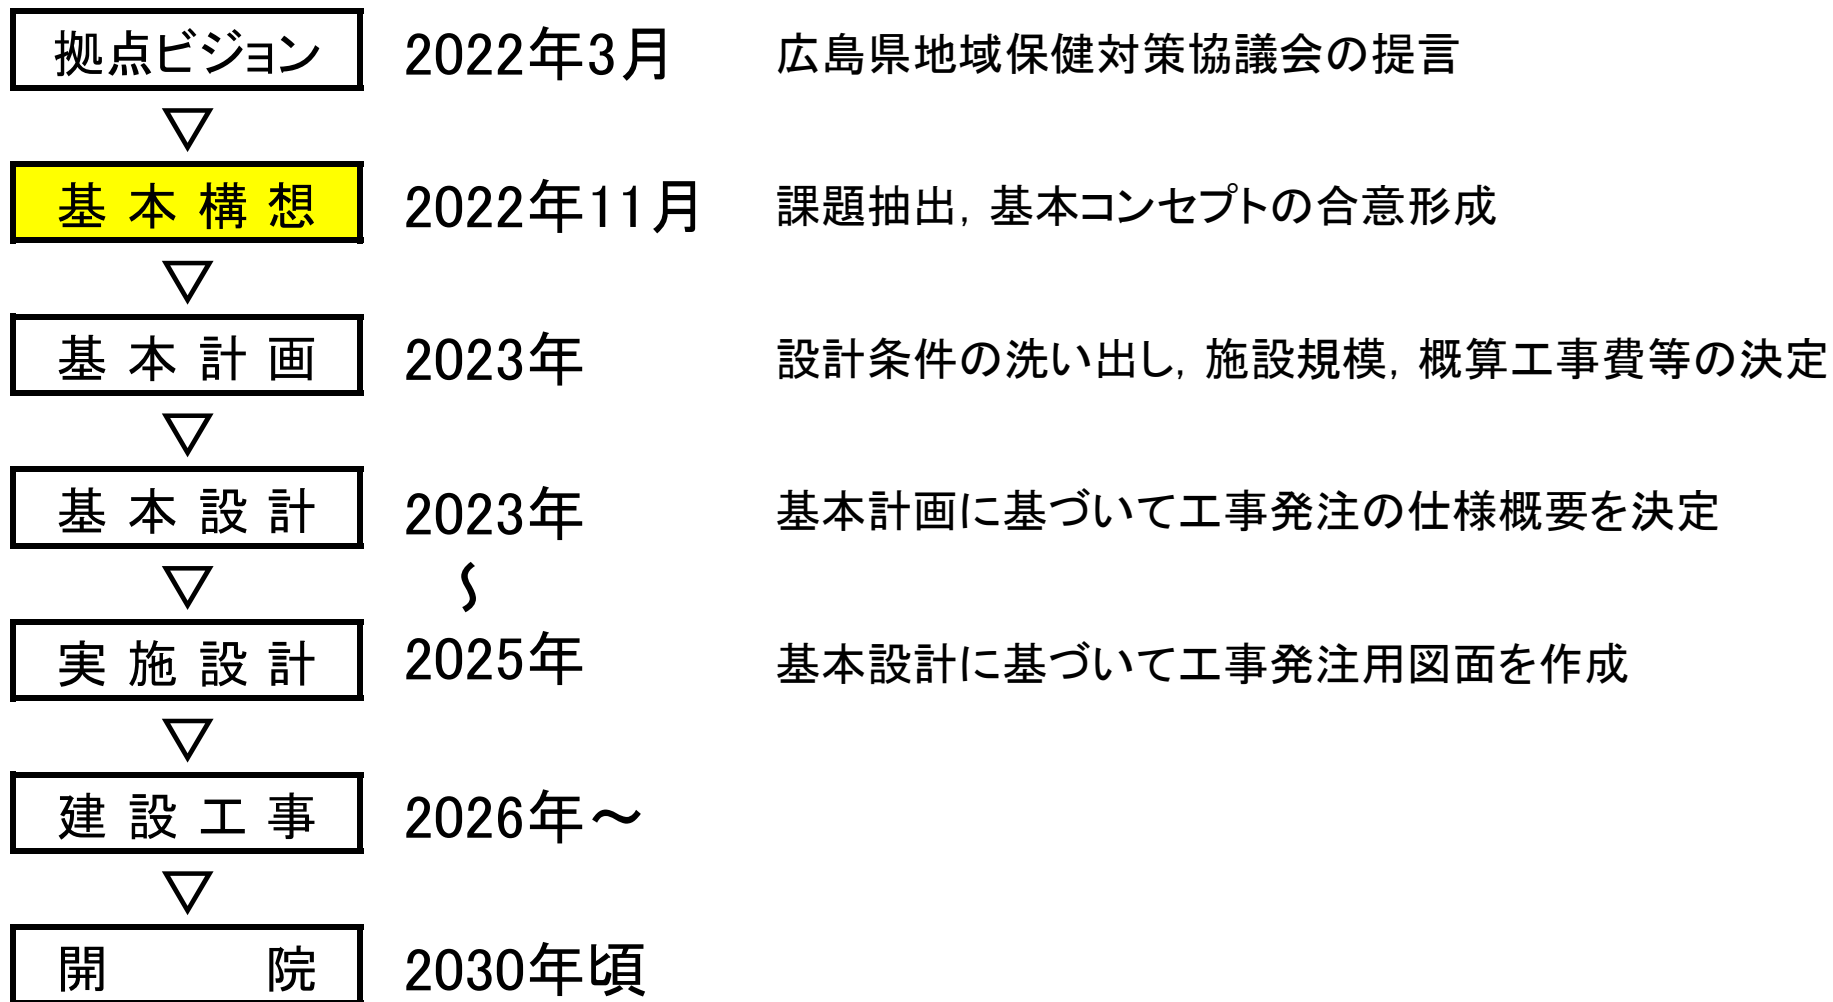 拠点ビジョン 2022年3月 広島県地域保健対策協議会の提言
▽
基本構想 2022年11月 課題抽出，基本コンセプトの合意形成
▽
基本計画 2023年 設計条件の洗い出し，施設規模，概算工事費等の決定
▽
基本設計 2023年 基本計画に基づいて工事発注の仕様概要を決定
▽ ～
実施設計 2025年 基本設計に基づいて工事発注用図面を作成
▽
建設工事 2026年～
▽
開院 2030年頃